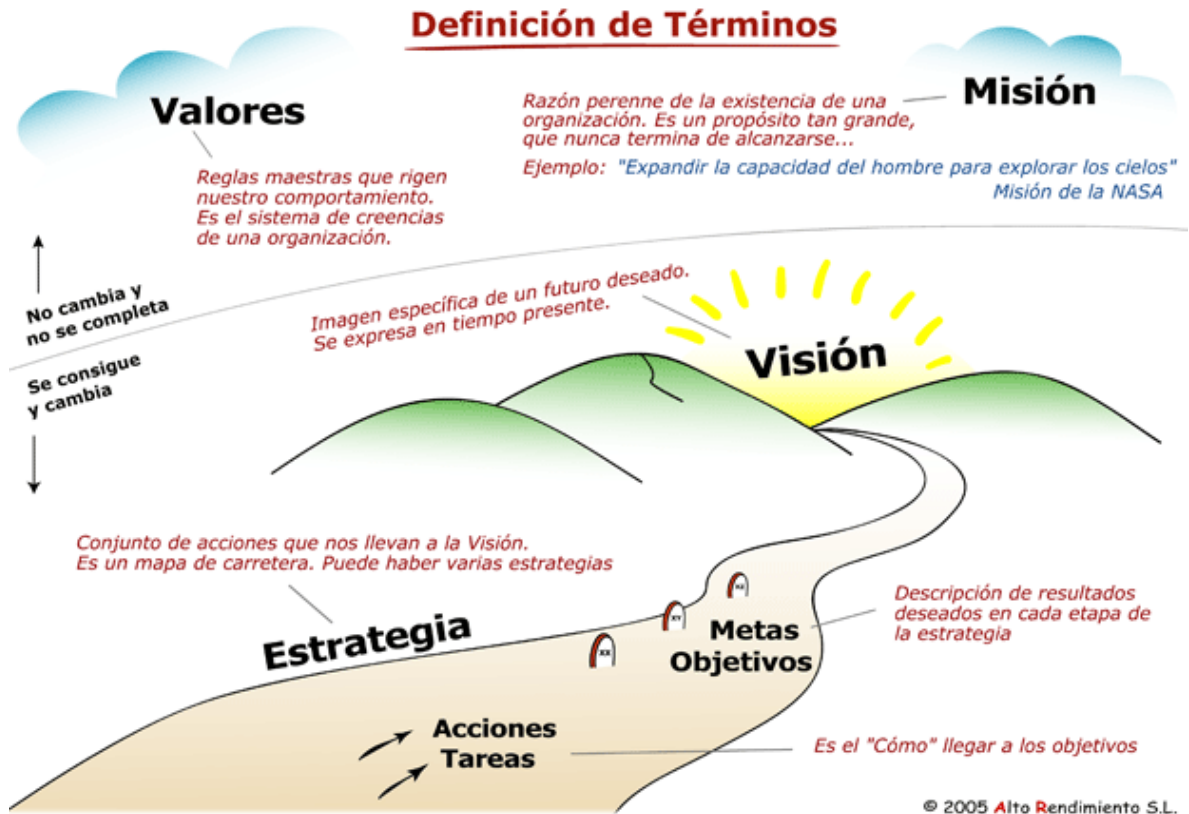 Definición de Términos
Valores
Reglas maestras que rigen
nuestro comportamiento.
Es el sistema de creencias
de una organización.
Misión
Razón perenne de la existencia de una
organización. Es un propósito tan grande,
que nunca termina de alcanzarse...
Ejemplo: "Expandir la capacidad del hombre para explorar los cielos"
Misión de la NASA
No cambia y
no se completa
Se consigue
y cambia
Imagen específica de un futuro deseado.
Se expresa en tiempo presente.
Visión
Conjunto de acciones que nos llevan a la Visión.
Es un mapa de carretera. Puede haber varias estrategias
Estrategia
XX
XY
XZ
Metas
Objetivos
Descripción de resultados
deseados en cada etapa de
la estrategia
Acciones
Tareas
Es el "Cómo" llegar a los objetivos
© 2005 Alto Rendimiento S.L.